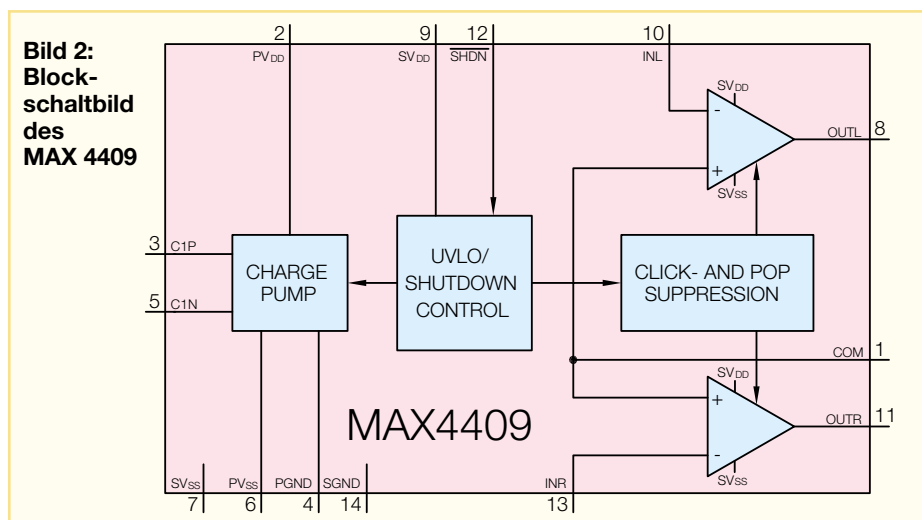 Bild 2:
Block-
schaltbild
des
MAX 4409
2
9
12
10
PVDD
SVDD
SHDN
INL
SVDD
-
OUTL
8
+
SVSS
3
C1P
CHARGE
PUMP
UVLO/
SHUTDOWN
CONTROL
CLICK- AND POP
SUPPRESSION
5
C1N
COM
1
SVDD
+
OUTR
11
-
SVSS
MAX4409
SVSS
PVSS
PGND
SGND
INR
7
6
4
14
13